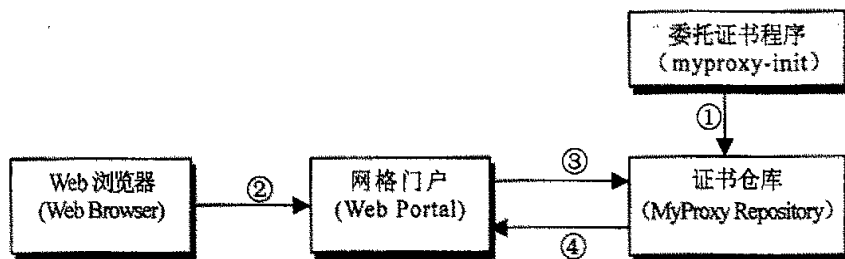 委托证书程序
（myproxy-init）
①
Web 浏览器
(Web Browser)
②
网格门户
(Web Portal)
③
④
证书仓库
（MyProxy Repository）